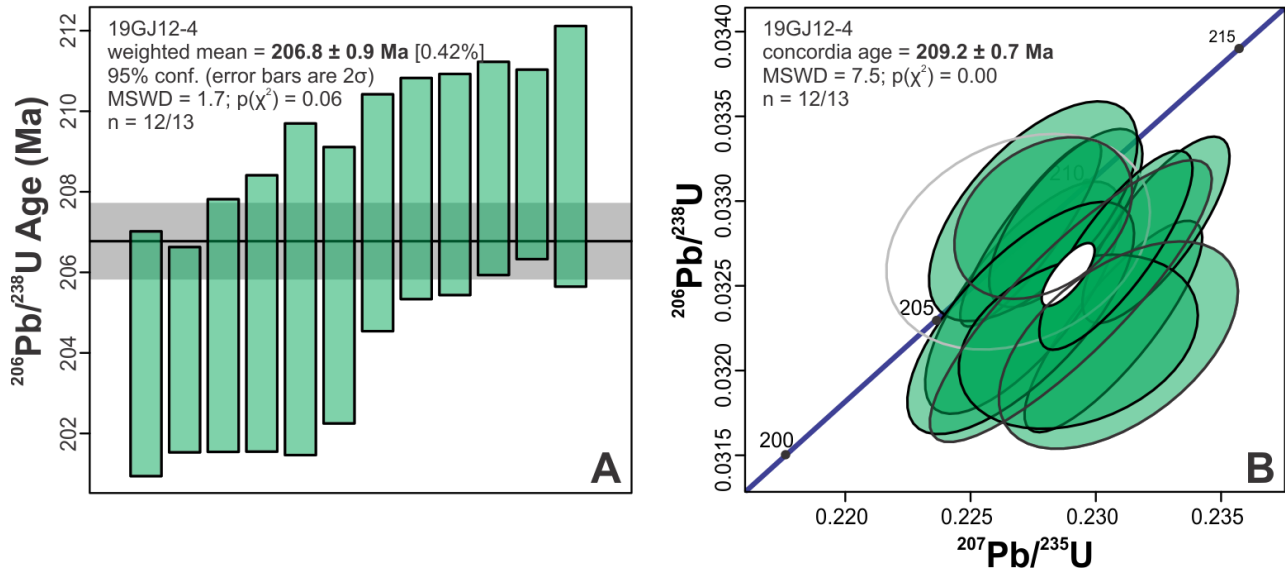 19GJ12-4
weighted mean = 206.8 ± 0.9 Ma [0.42%]
95% conf. (error bars are 2σ)
MSWD = 1.7; p(χ²) = 0.06
n = 12/13
²⁰⁶Pb/²³⁸U Age (Ma)
212
210
208
206
204
202
A
19GJ12-4
concordia age = 209.2 ± 0.7 Ma
MSWD = 7.5; p(χ²) = 0.00
n = 12/13
²⁰⁶Pb/²³⁸U
0.0340
0.0335
0.0330
0.0325
0.0320
0.0315
215
210
205
200
B
0.220
0.225
0.230
0.235
²⁰⁷Pb/²³⁵U